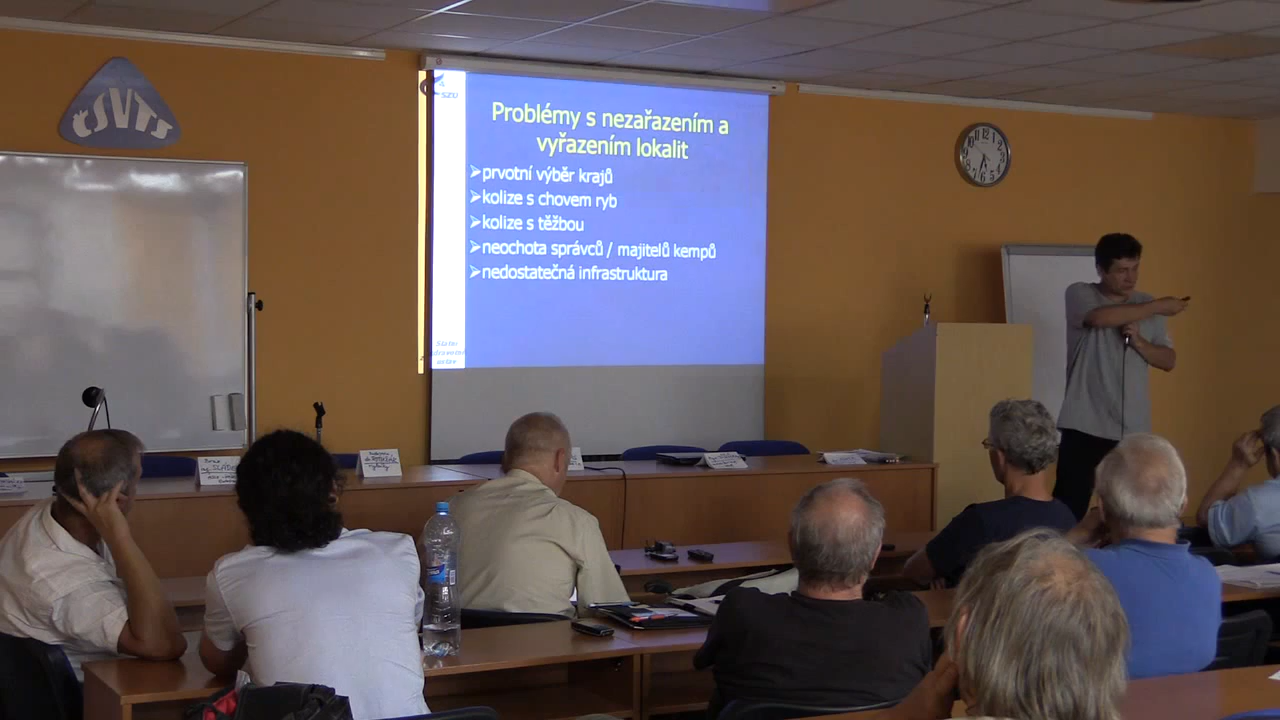 ČSVTS
SZU
Problémy s nezařazením a
vyřazením lokalit
prvotní výběr krajů
kolize s chovem ryb
kolize s těžbou
neochota správců / majitelů kempů
nedostatečná infrastruktura